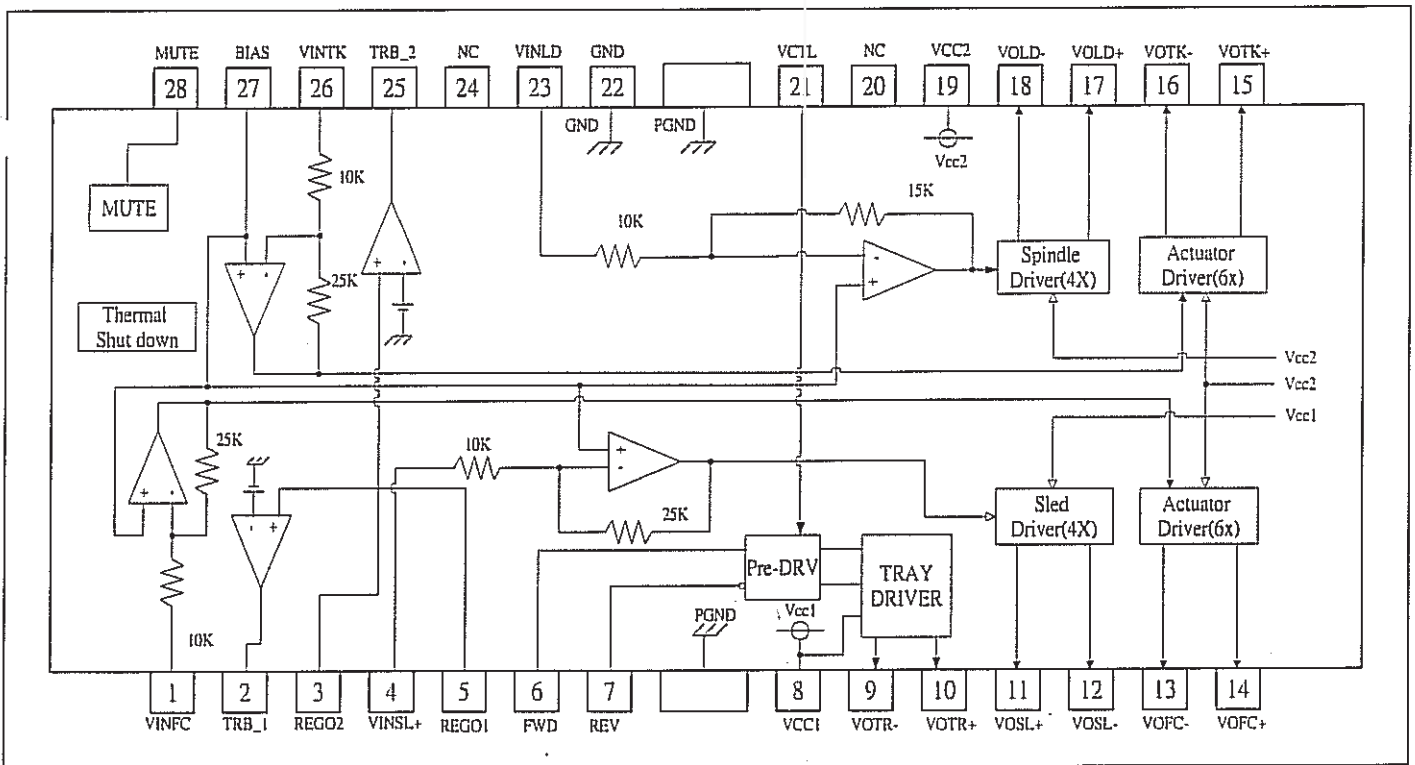 MUTE BIAS VINTK TRB_2 NC VINLD GND VCTL NC VCC2 VOLD- VOLD+ VOTK- VOTK+
28 27 26 25 24 23 22 21 20 19 18 17 16 15
GND PGND
Vcc2
10K
15K
MUTE
10K
- +
+ -
Spindle
Driver(4X)
Actuator
Driver(6x)
25K
+ -
Thermal
Shut down
Vcc2
Vcc2
Vcc1
25K
10K
+ -
+ -
- +
25K
Sled
Driver(4X)
Actuator
Driver(6x)
Pre-DRV
TRAY
DRIVER
PGND
Vcc1
10K
1 2 3 4 5 6 7 8 9 10 11 12 13 14
VINFC TRB_1 REGO2 VINSL+ REGO1 FWD REV VCC1 VOTR- VOTR+ VOSL+ VOSL- VOFC- VOFC+